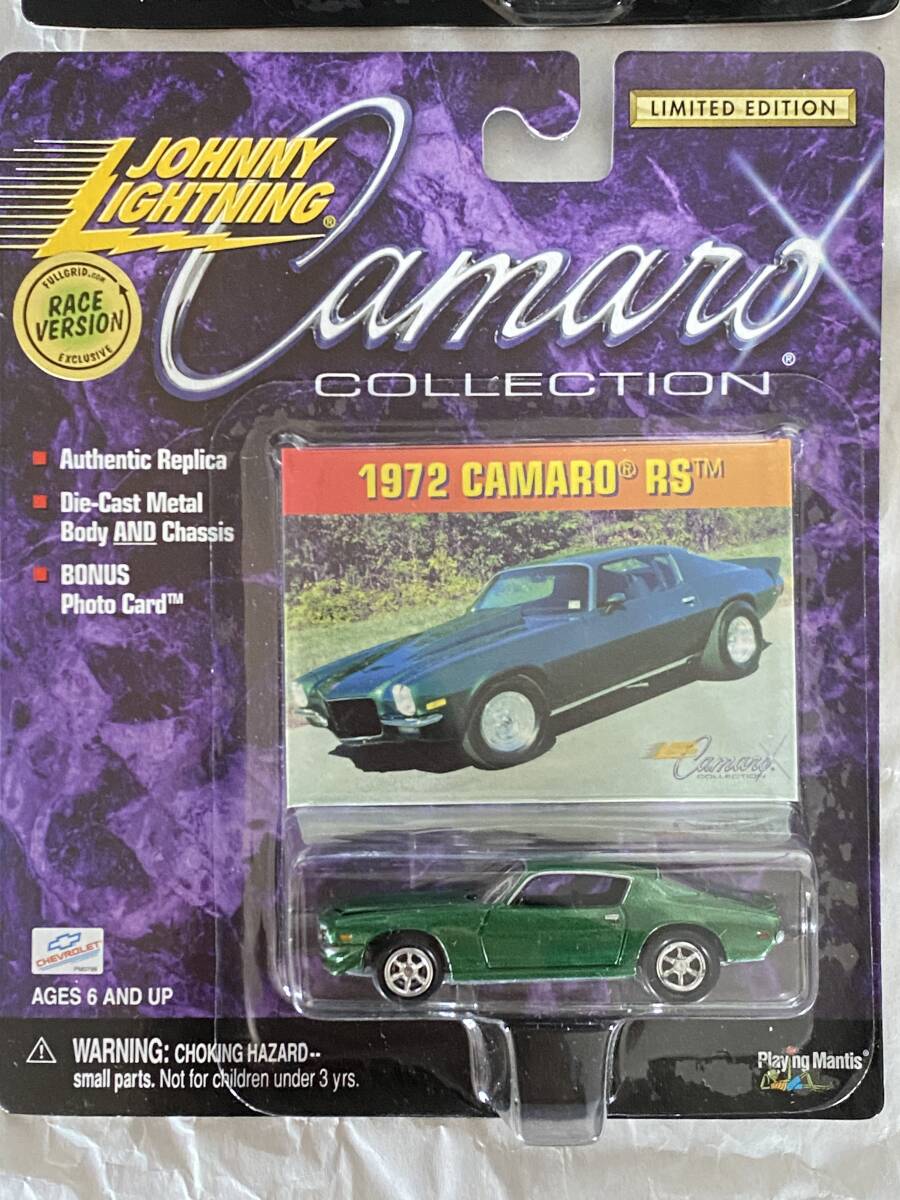 LIMITED EDITION
JOHNNY
LIGHTNING®
Camaro
®
COLLECTION
FULLGRID.COM
RACE
VERSION
EXCLUSIVE
Authentic Replica
Die-Cast Metal
Body AND Chassis
BONUS
Photo Card™
1972 CAMARO® RS™
Camaro
COLLECTION
CHEVROLET
AGES 6 AND UP
WARNING: CHOKING HAZARD--
small parts. Not for children under 3 yrs.
Playing Mantis®